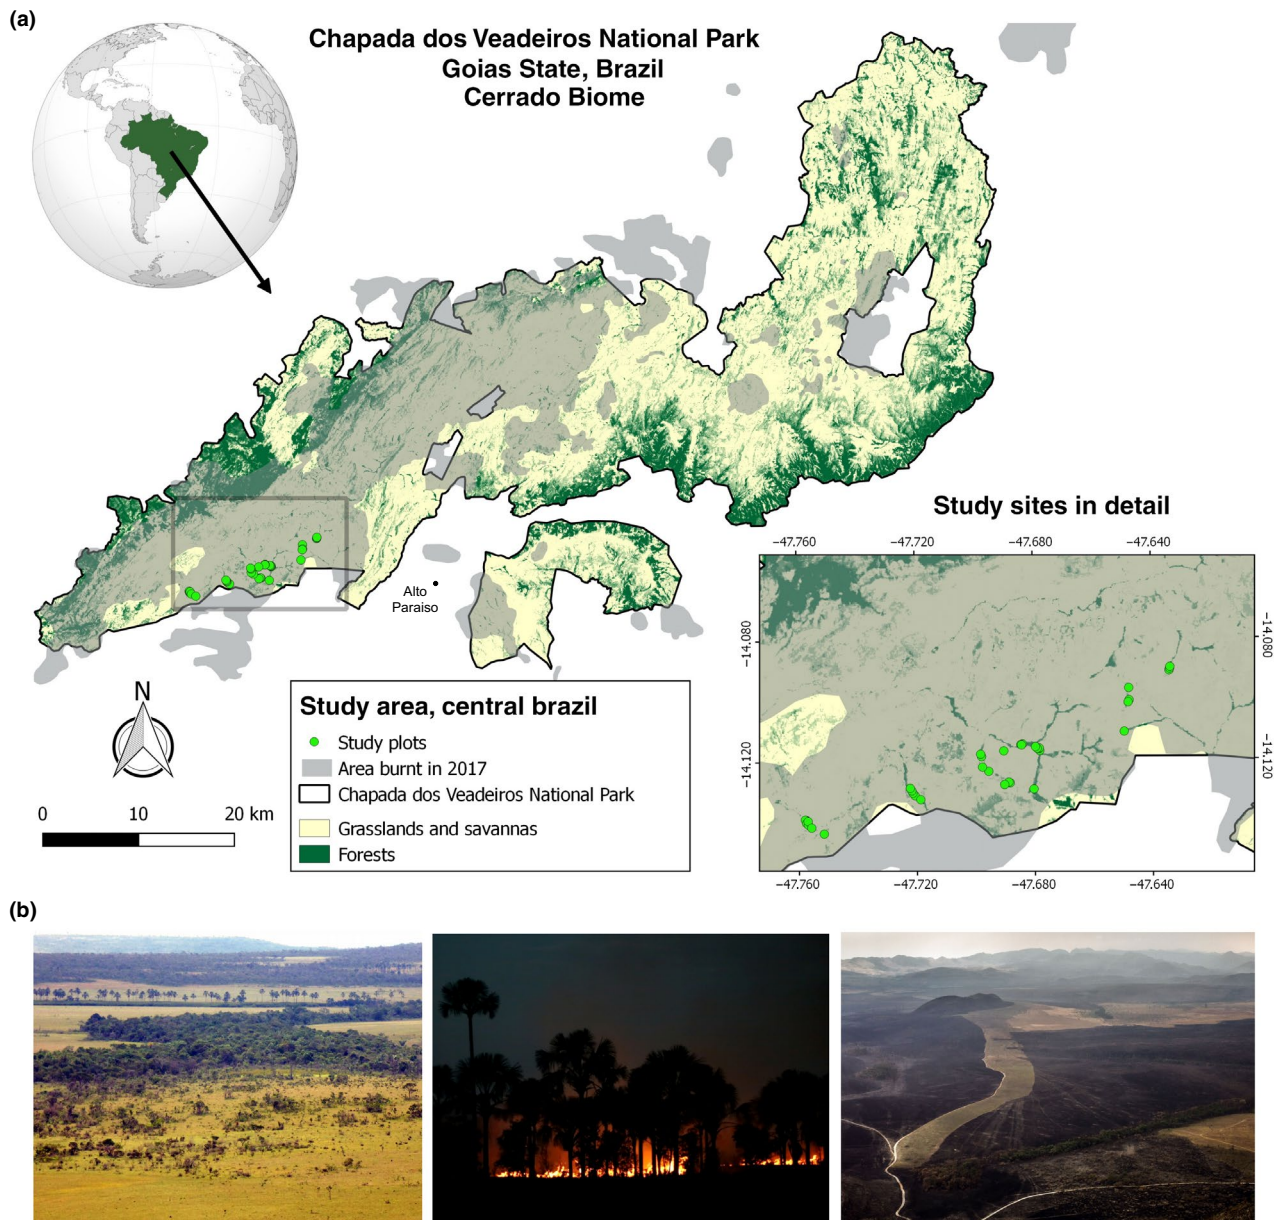 (a)
Chapada dos Veadeiros National Park
Goias State, Brazil
Cerrado Biome
Alto
Paraiso
Study sites in detail
−47.760
−47.720
−47.680
−47.640
−14.080
−14.080
−14.120
−14.120
−47.760
−47.720
−47.680
−47.640
N
0
10
20 km
Study area, central brazil
Study plots
Area burnt in 2017
Chapada dos Veadeiros National Park
Grasslands and savannas
Forests
(b)